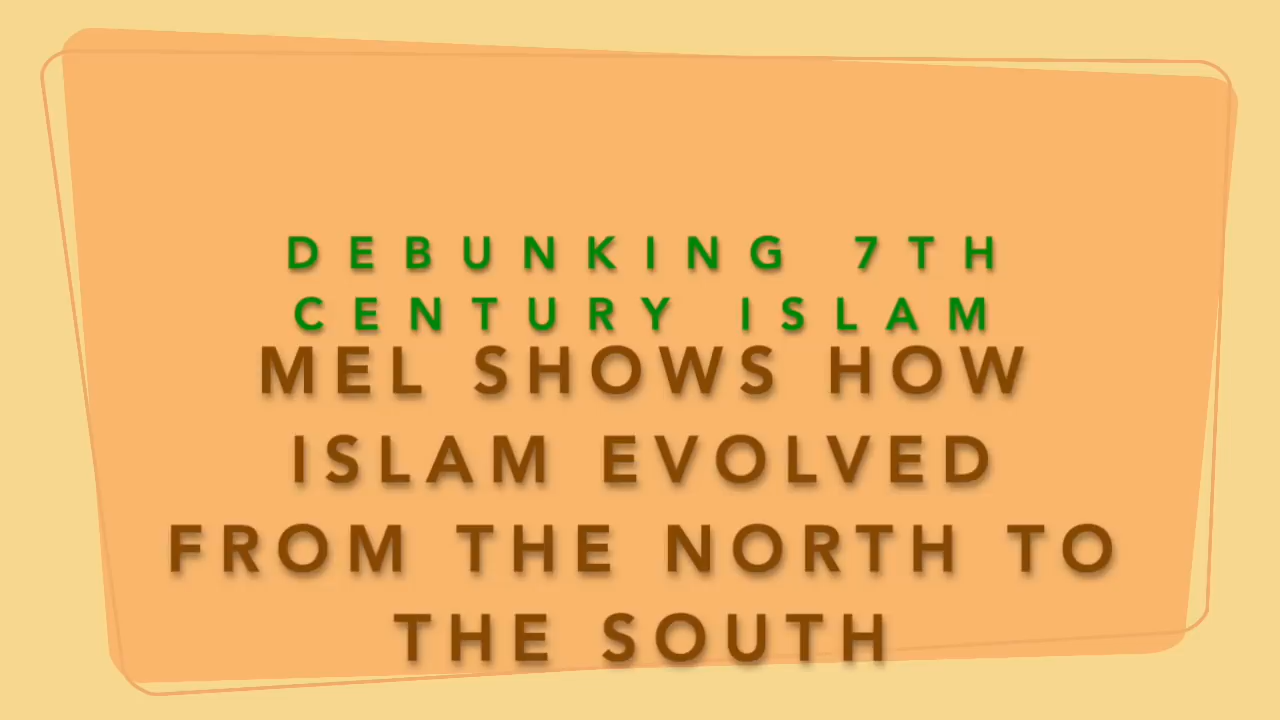 DEBUNKING 7TH
CENTURY ISLAM
MEL SHOWS HOW
ISLAM EVOLVED
FROM THE NORTH TO
THE SOUTH